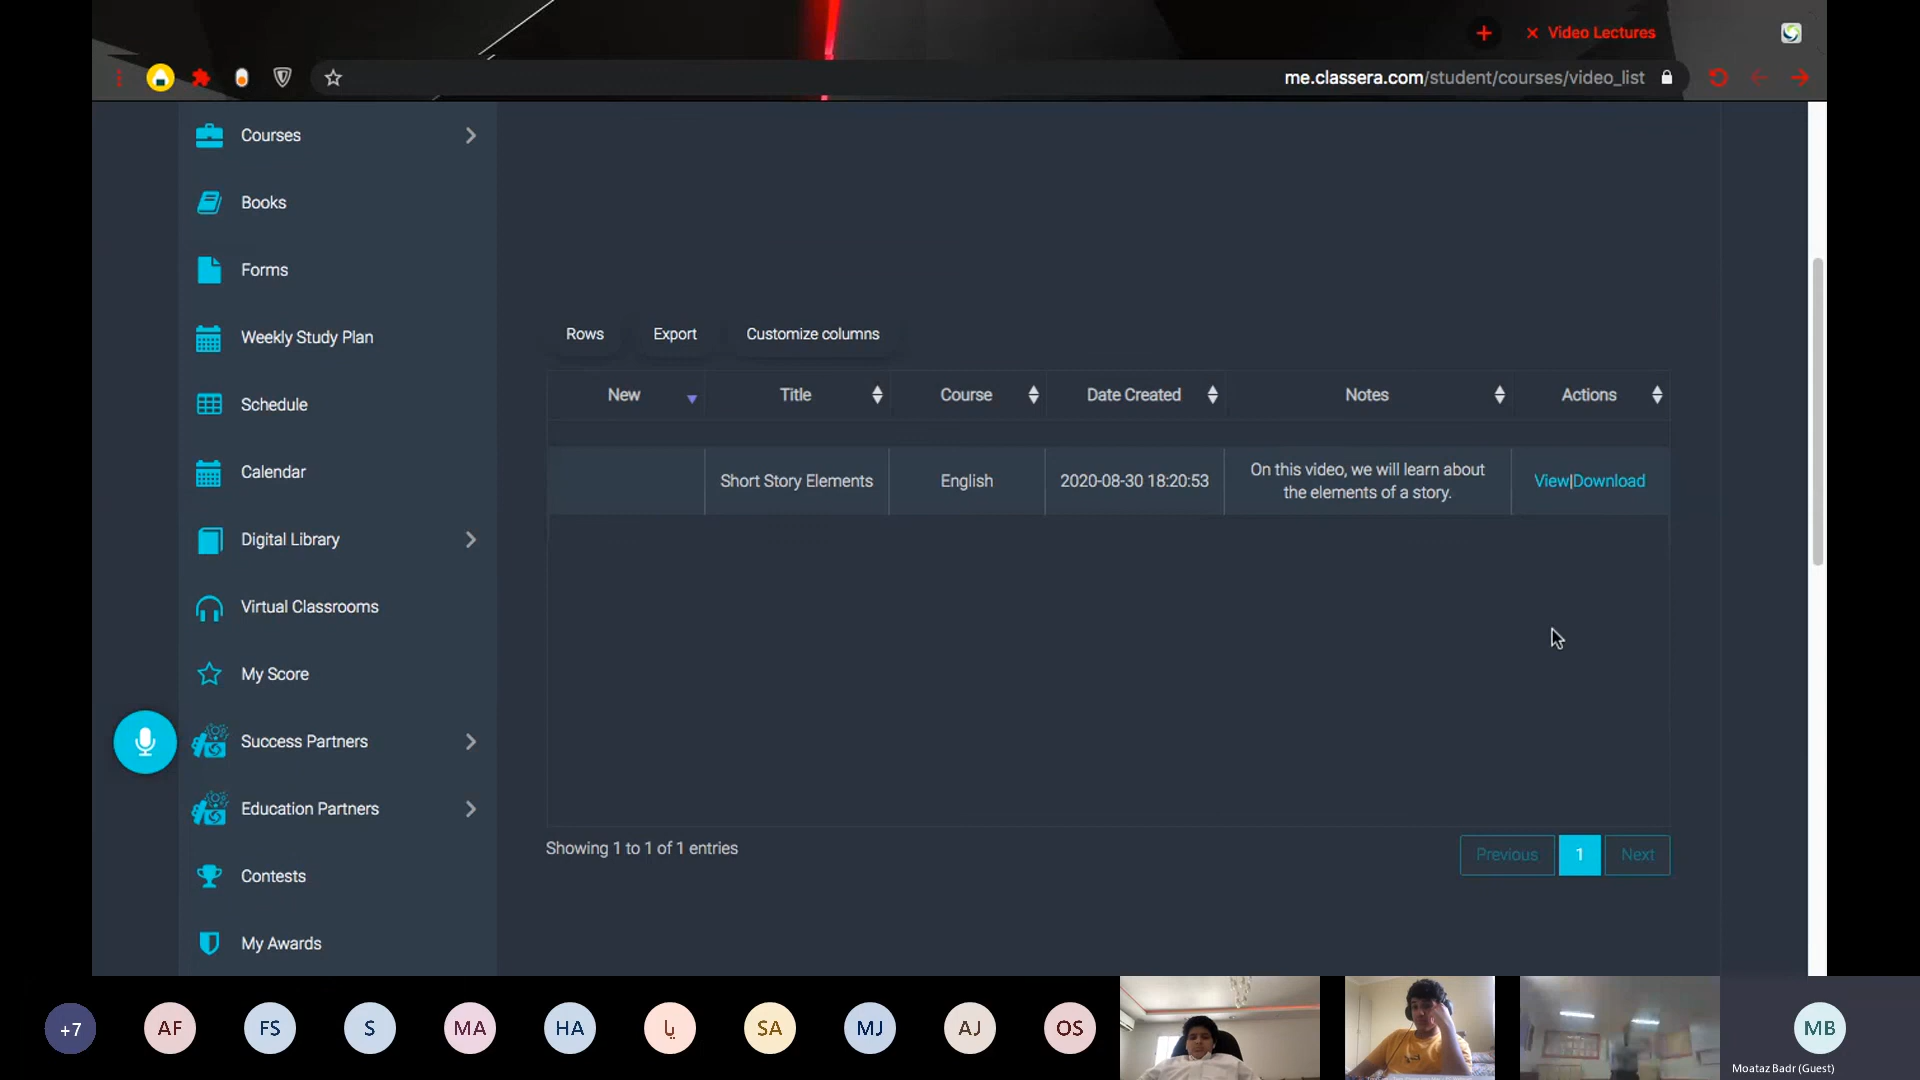 Video Lectures
me.classera.com/student/courses/video_list
Courses
Books
Forms
Weekly Study Plan
Schedule
Calendar
Digital Library
Virtual Classrooms
My Score
Success Partners
Education Partners
Contests
My Awards
Rows Export Customize columns
New Title Course Date Created Notes Actions
Short Story Elements English 2020-08-30 18:20:53 On this video, we will learn about
the elements of a story. View|Download
Showing 1 to 1 of 1 entries
Previous 1 Next
+7 AF FS S MA HA يا SA MJ AJ OS MB
Moataz Badr (Guest)